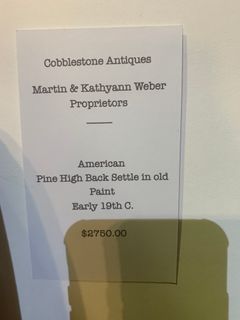 Cobblestone Antiques
Martin & Kathyann Weber
Proprietors
American
Pine High Back Settle in old
Paint
Early 19th C.
$2750.00